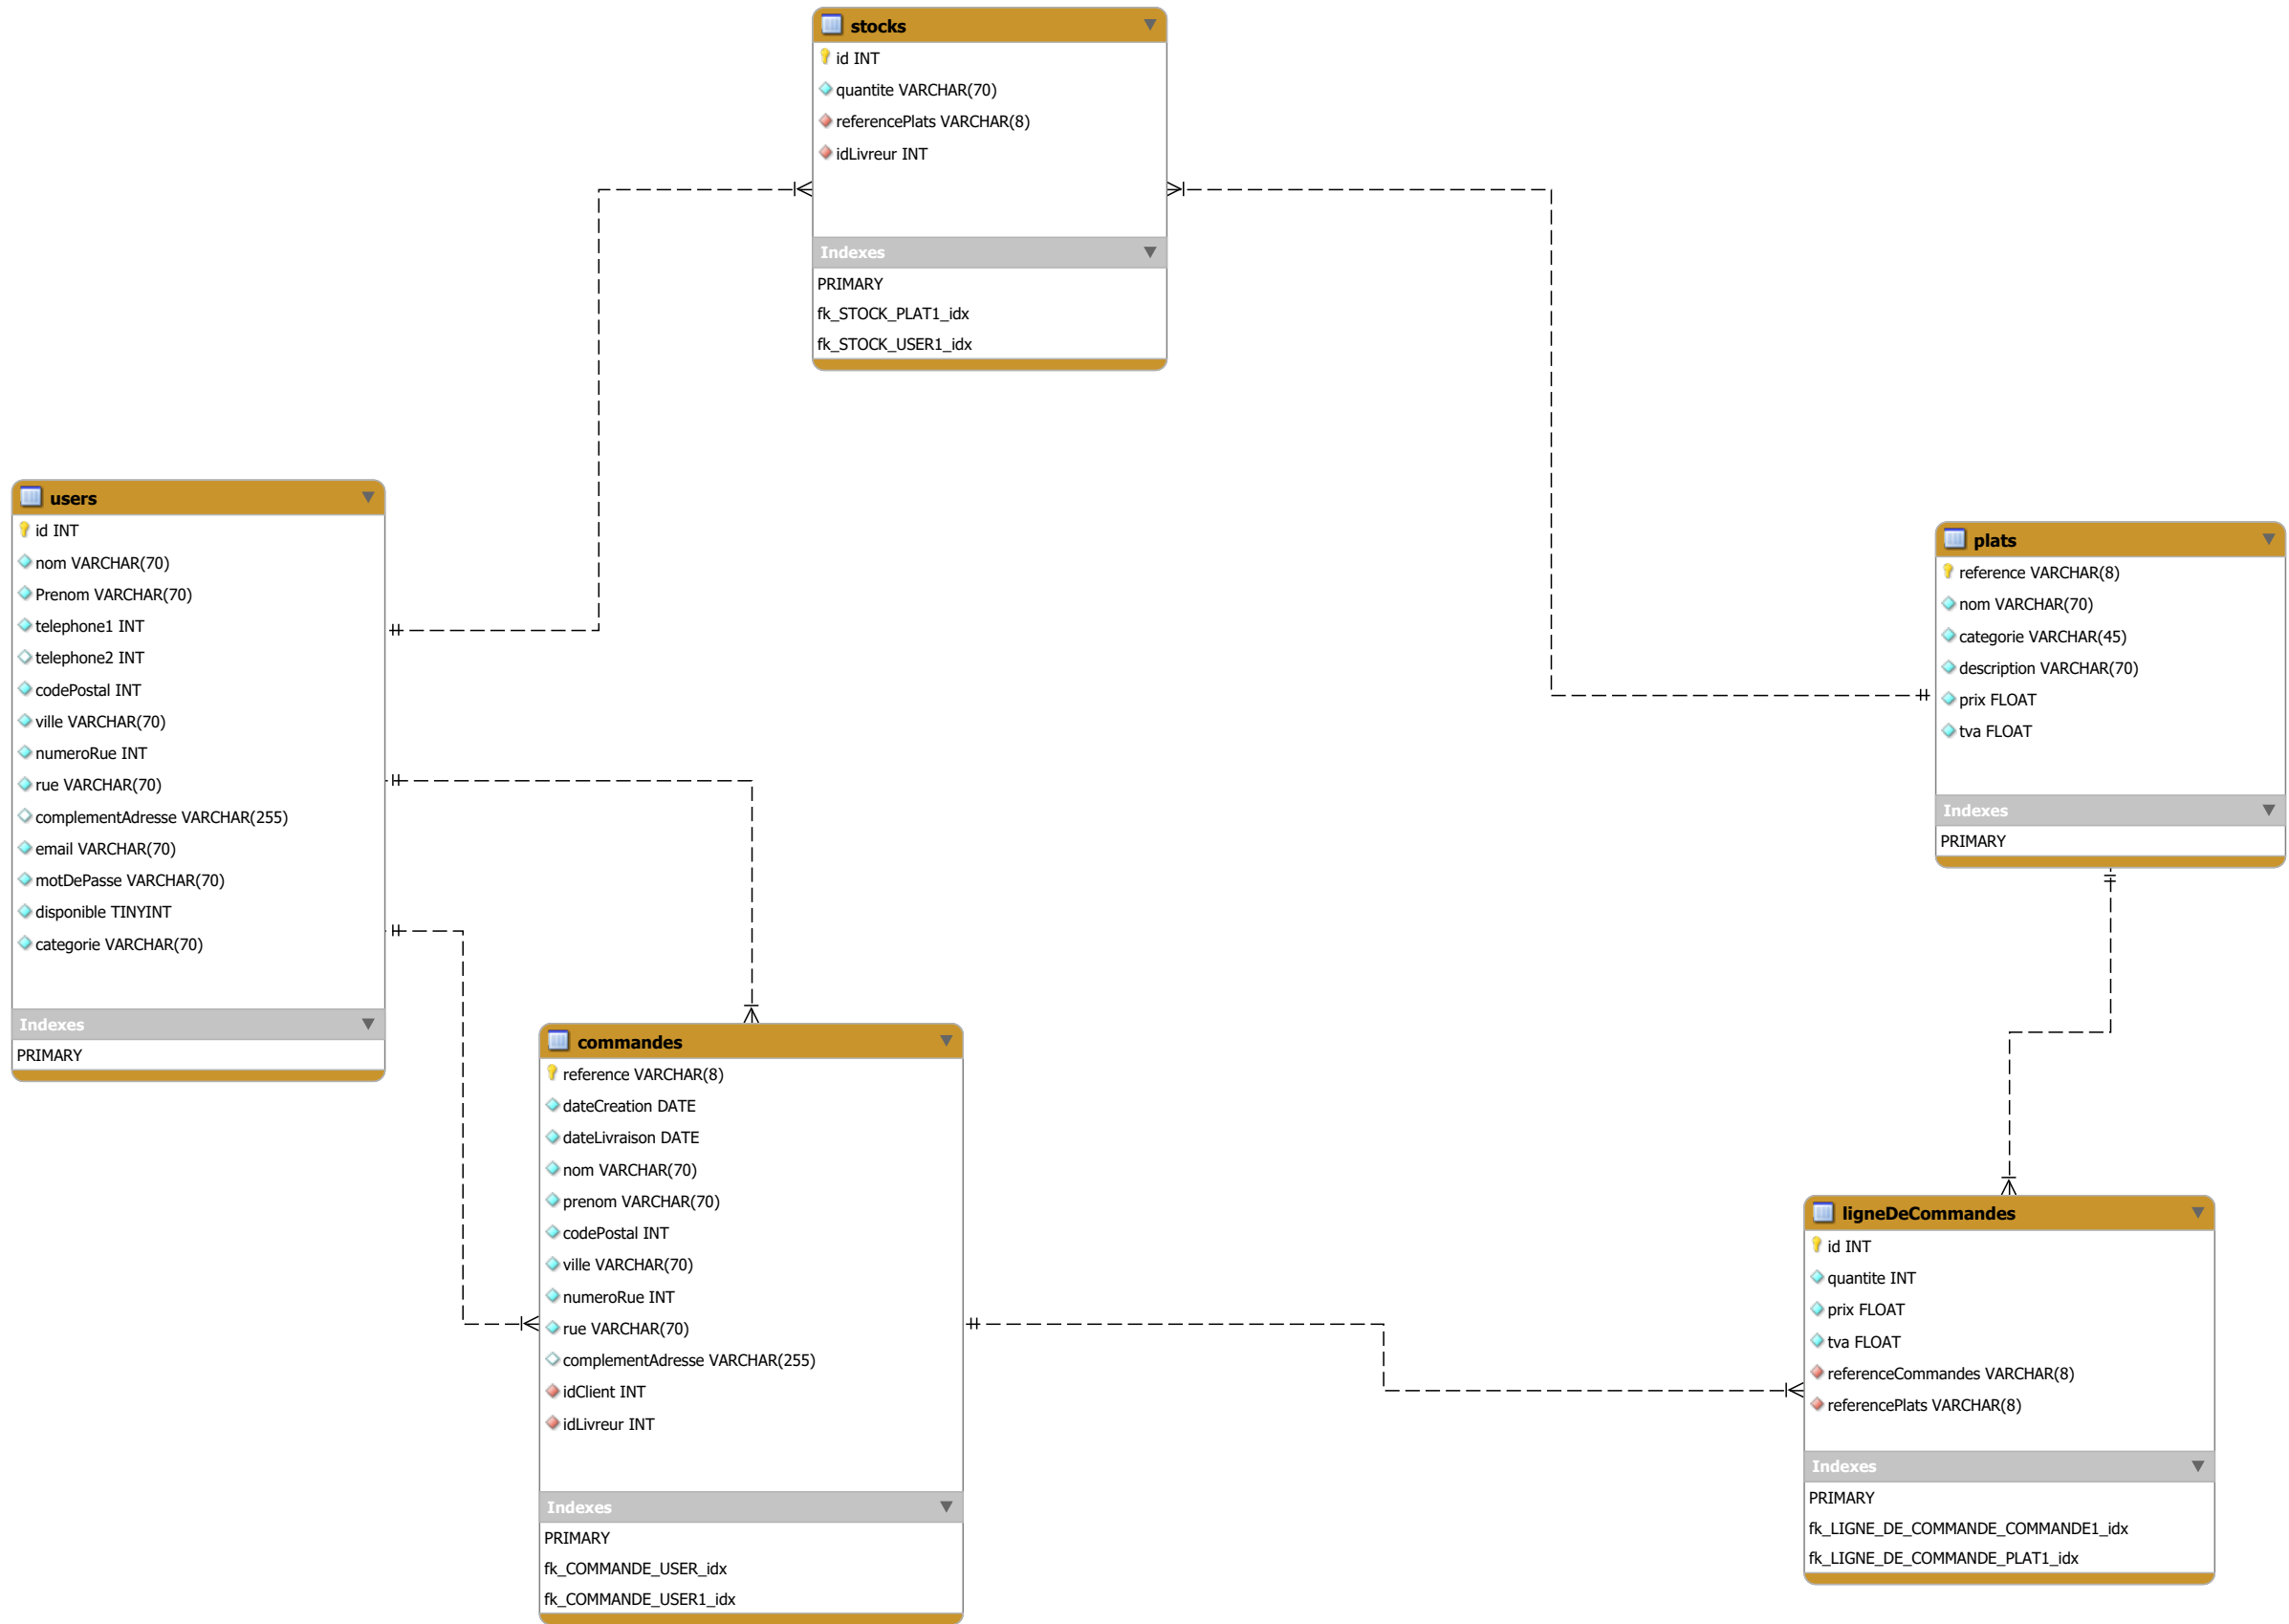 stocks
id INT
quantite VARCHAR(70)
referencePlats VARCHAR(8)
idLivreur INT
Indexes
PRIMARY
fk_STOCK_PLAT1_idx
fk_STOCK_USER1_idx
users
id INT
nom VARCHAR(70)
Prenom VARCHAR(70)
telephone1 INT
telephone2 INT
codePostal INT
ville VARCHAR(70)
numeroRue INT
rue VARCHAR(70)
complementAdresse VARCHAR(255)
email VARCHAR(70)
motDePasse VARCHAR(70)
disponible TINYINT
categorie VARCHAR(70)
Indexes
PRIMARY
plats
reference VARCHAR(8)
nom VARCHAR(70)
categorie VARCHAR(45)
description VARCHAR(70)
prix FLOAT
tva FLOAT
Indexes
PRIMARY
commandes
reference VARCHAR(8)
dateCreation DATE
dateLivraison DATE
nom VARCHAR(70)
prenom VARCHAR(70)
codePostal INT
ville VARCHAR(70)
numeroRue INT
rue VARCHAR(70)
complementAdresse VARCHAR(255)
idClient INT
idLivreur INT
Indexes
PRIMARY
fk_COMMANDE_USER_idx
fk_COMMANDE_USER1_idx
ligneDeCommandes
id INT
quantite INT
prix FLOAT
tva FLOAT
referenceCommandes VARCHAR(8)
referencePlats VARCHAR(8)
Indexes
PRIMARY
fk_LIGNE_DE_COMMANDE_COMMANDE1_idx
fk_LIGNE_DE_COMMANDE_PLAT1_idx